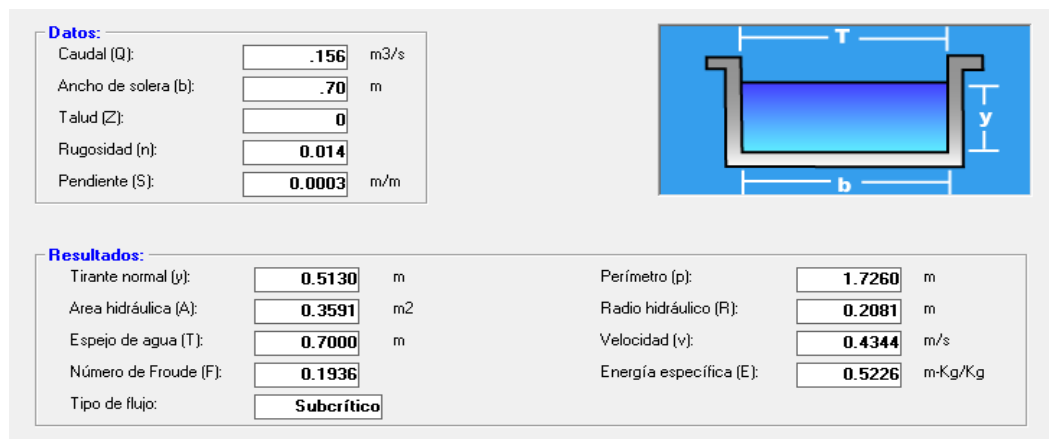 Datos:
Caudal (Q): .156 m3/s
Ancho de solera (b): .70 m
Talud (Z): 0
Rugosidad (n): 0.014
Pendiente (S): 0.0003 m/m
T
y
b
Resultados:
Tirante normal (y): 0.5130 m Perímetro (p): 1.7260 m
Area hidráulica (A): 0.3591 m2 Radio hidráulico (R): 0.2081 m
Espejo de agua (T): 0.7000 m Velocidad (v): 0.4344 m/s
Número de Froude (F): 0.1936 Energía específica (E): 0.5226 m-Kg/Kg
Tipo de flujo: Subcrítico